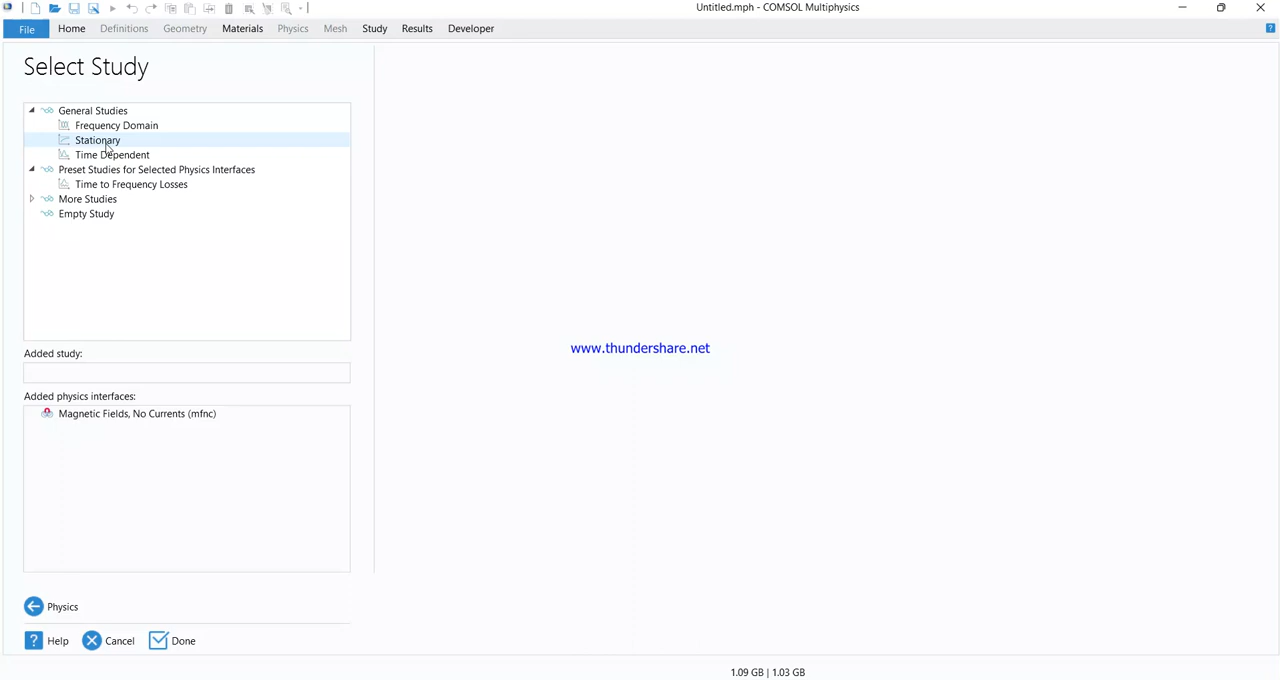 Untitled.mph - COMSOL Multiphysics
File Home Definitions Geometry Materials Physics Mesh Study Results Developer
Select Study
General Studies
Frequency Domain
Stationary
Time Dependent
Preset Studies for Selected Physics Interfaces
Time to Frequency Losses
More Studies
Empty Study
www.thundershare.net
Added study:
Added physics interfaces:
Magnetic Fields, No Currents (mfnc)
Physics
? Help Cancel Done
1.09 GB | 1.03 GB